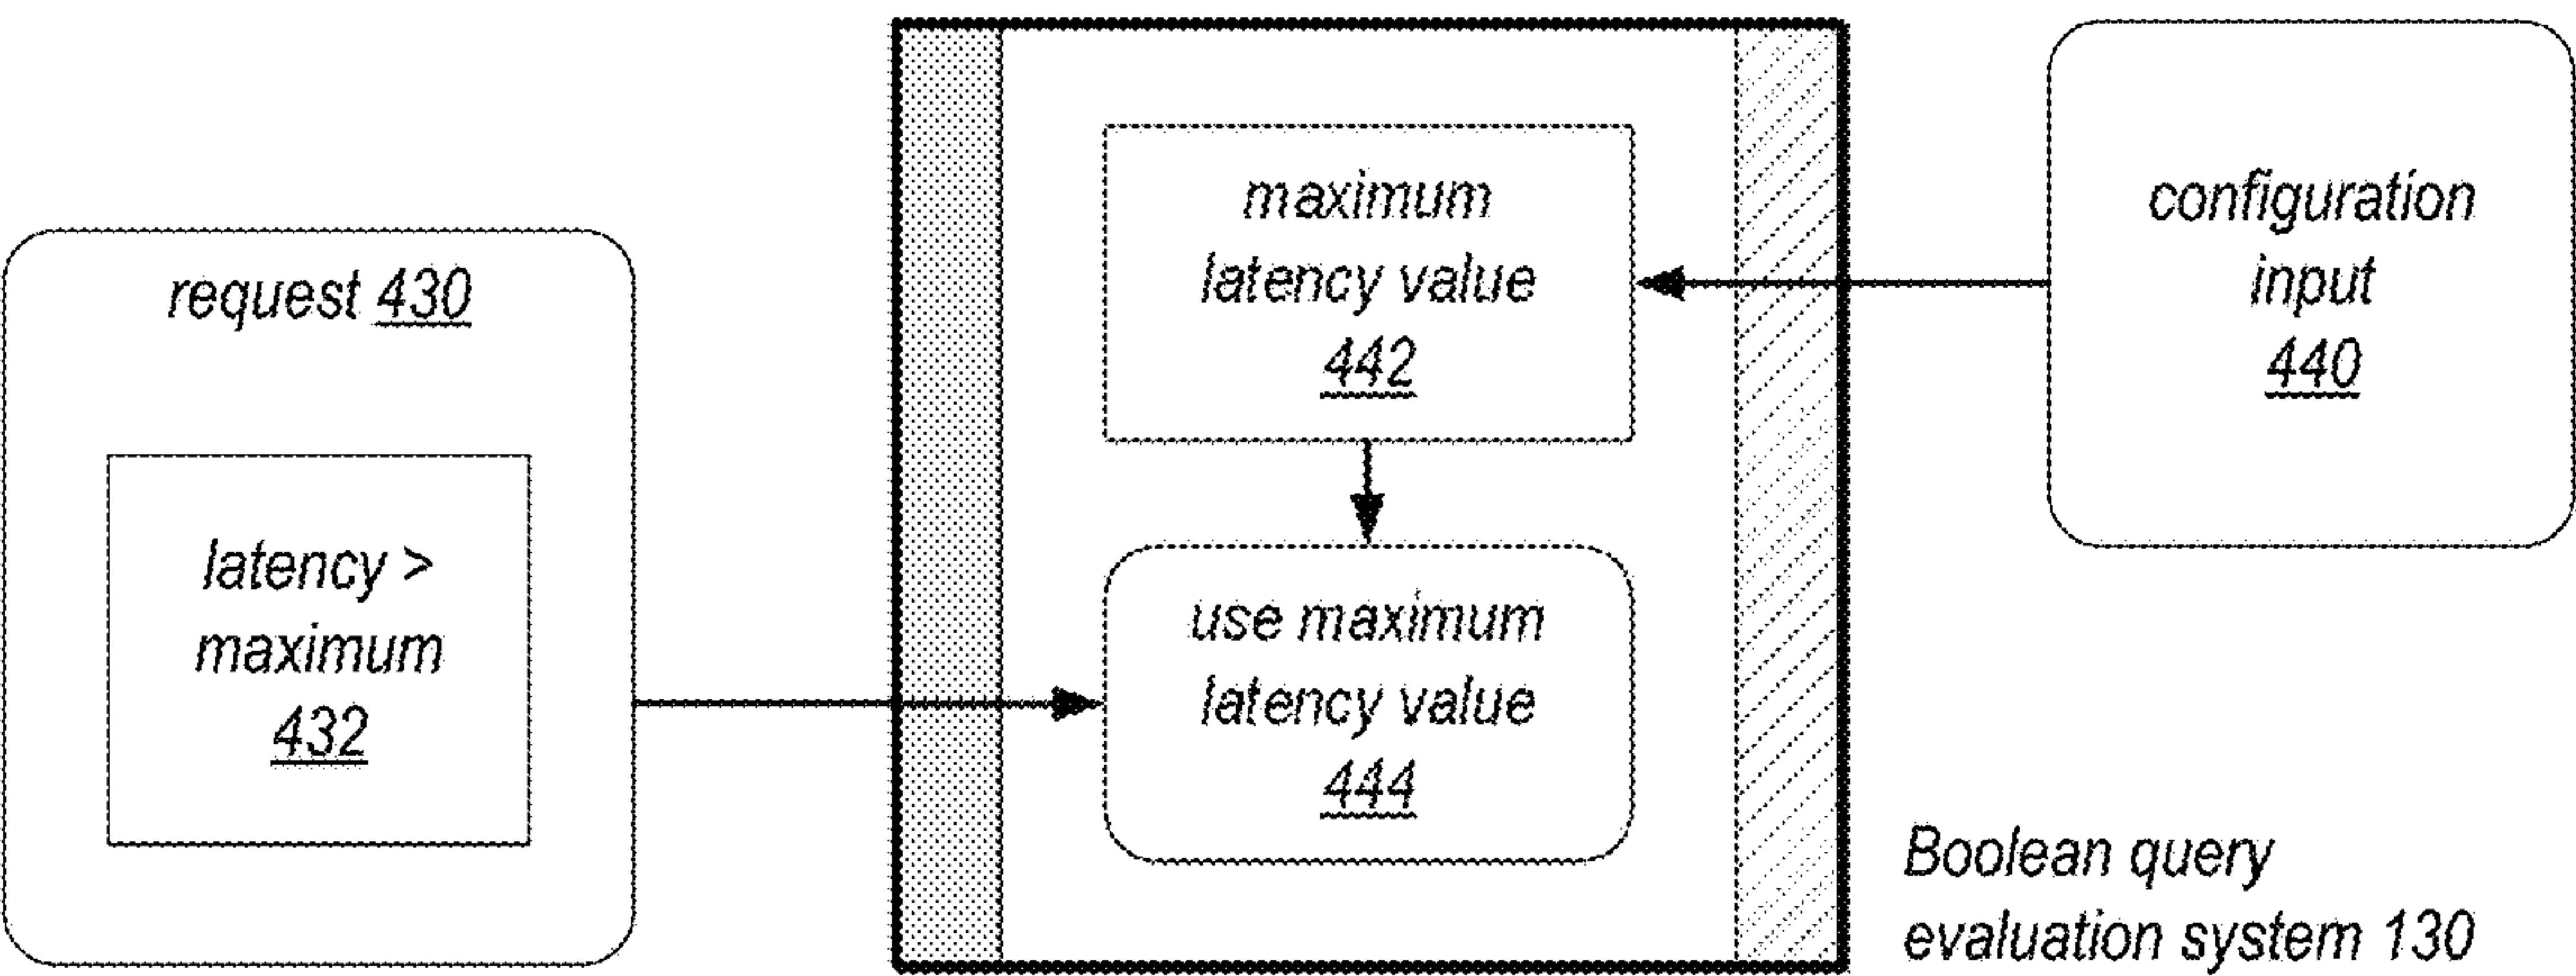 request 430
latency >
maximum
432
maximum
latency value
442
use maximum
latency value
444
configuration
input
440
Boolean query
evaluation system 130